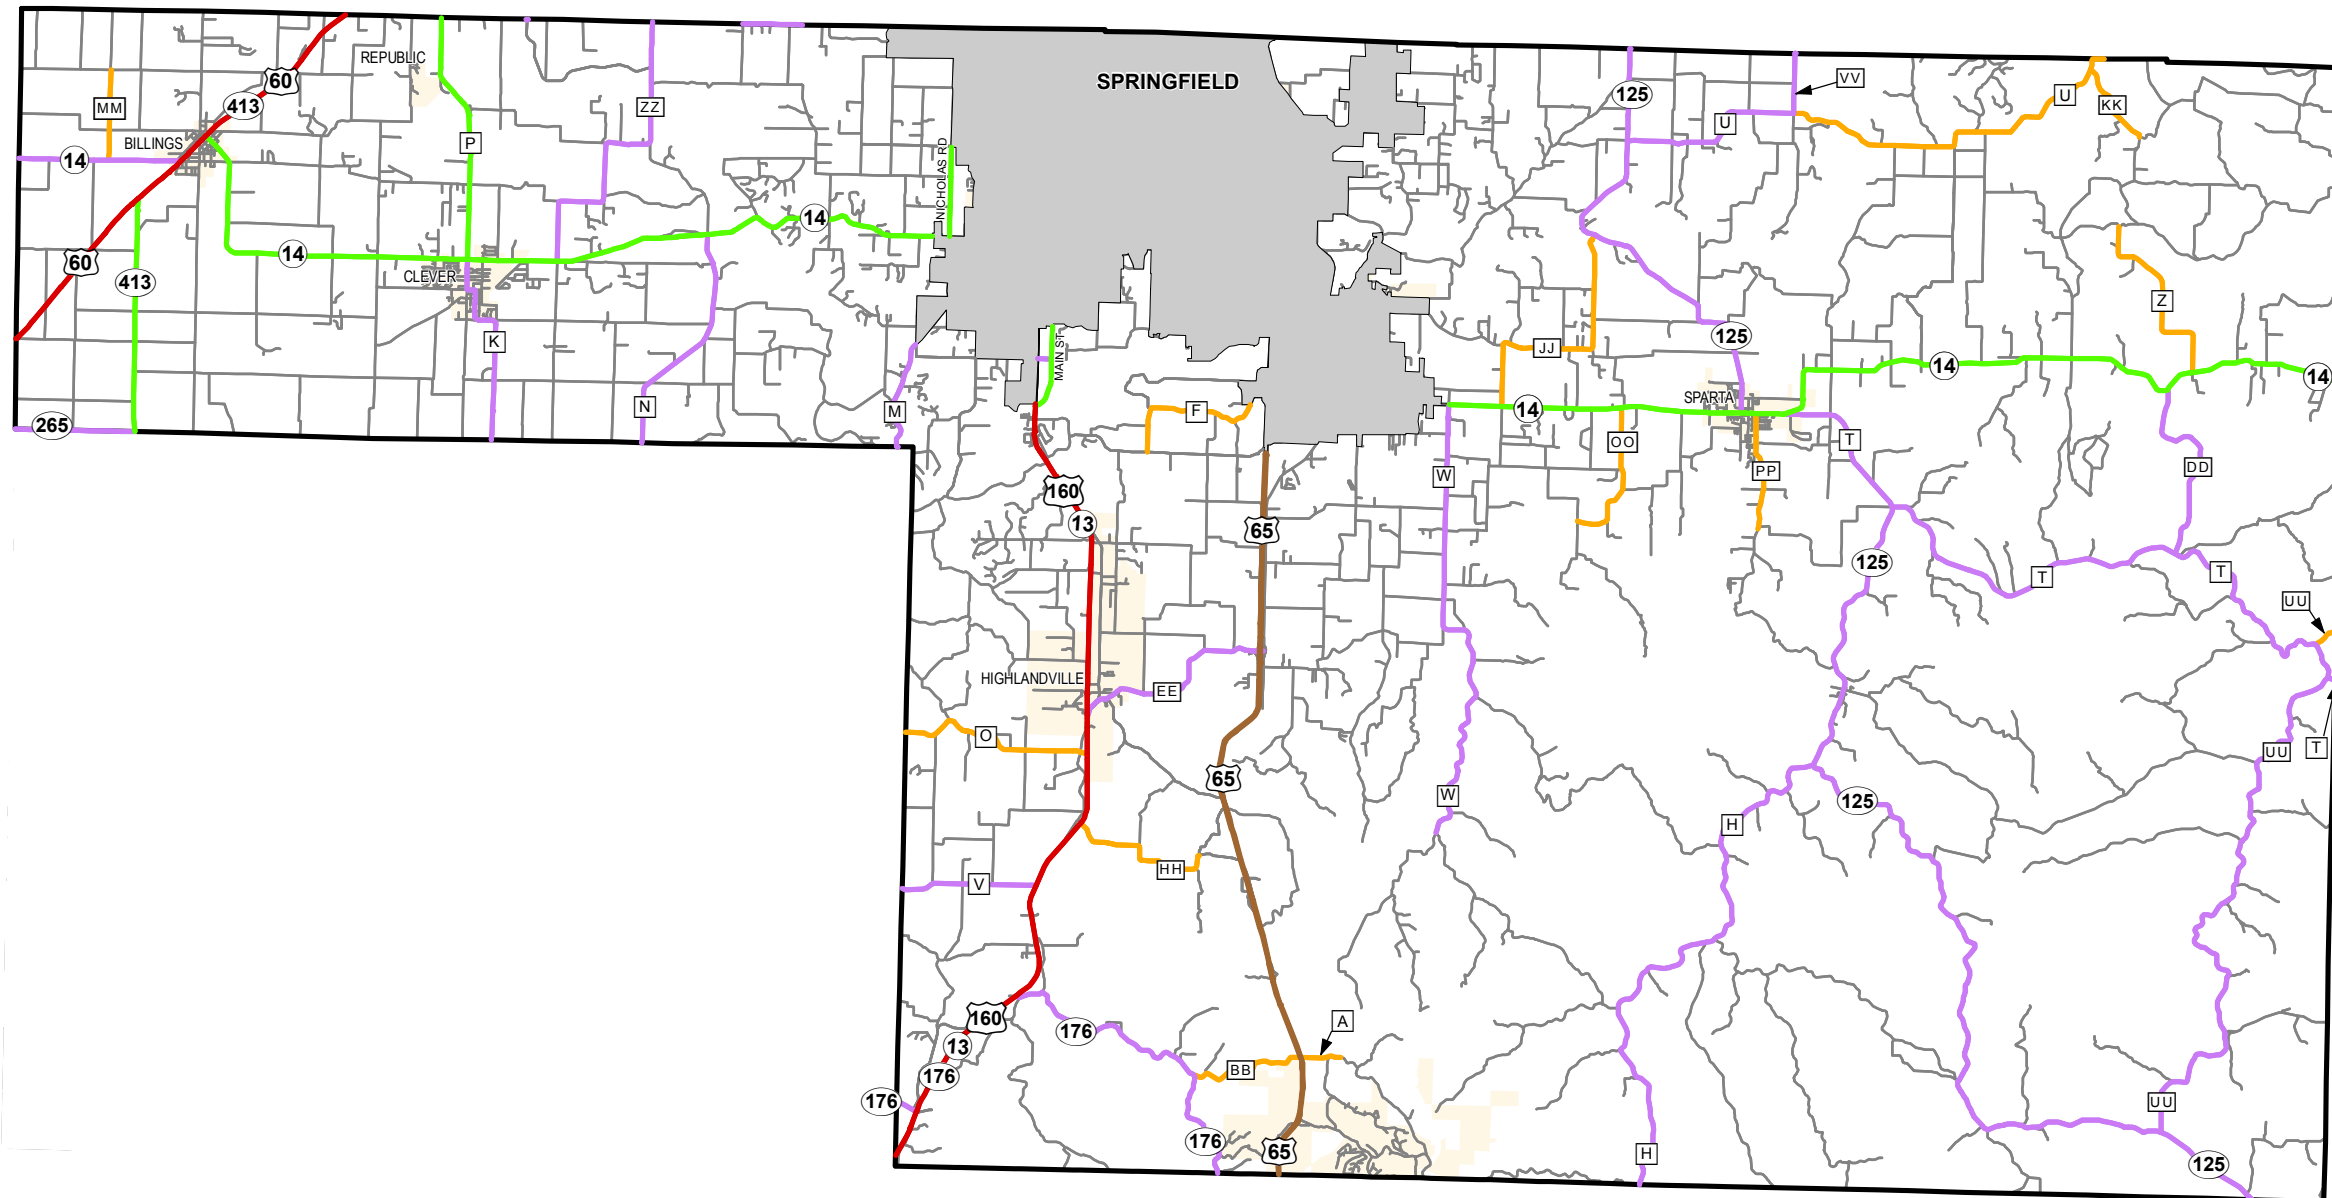 REPUBLIC
SPRINGFIELD
60
413
MM
ZZ
125
VV
U
KK
U
BILLINGS
14
P
NICHOLAS RD
14
14
60
413
CLEVER
Z
K
125
JJ
MAIN ST
14
14
SPARTA
14
N
M
F
265
OO
T
W
PP
DD
160
13
65
125
T
T
UU
HIGHLANDVILLE
EE
O
UU
T
65
W
125
H
HH
V
160
176
A
13
BB
176
176
UU
176
65
H
125